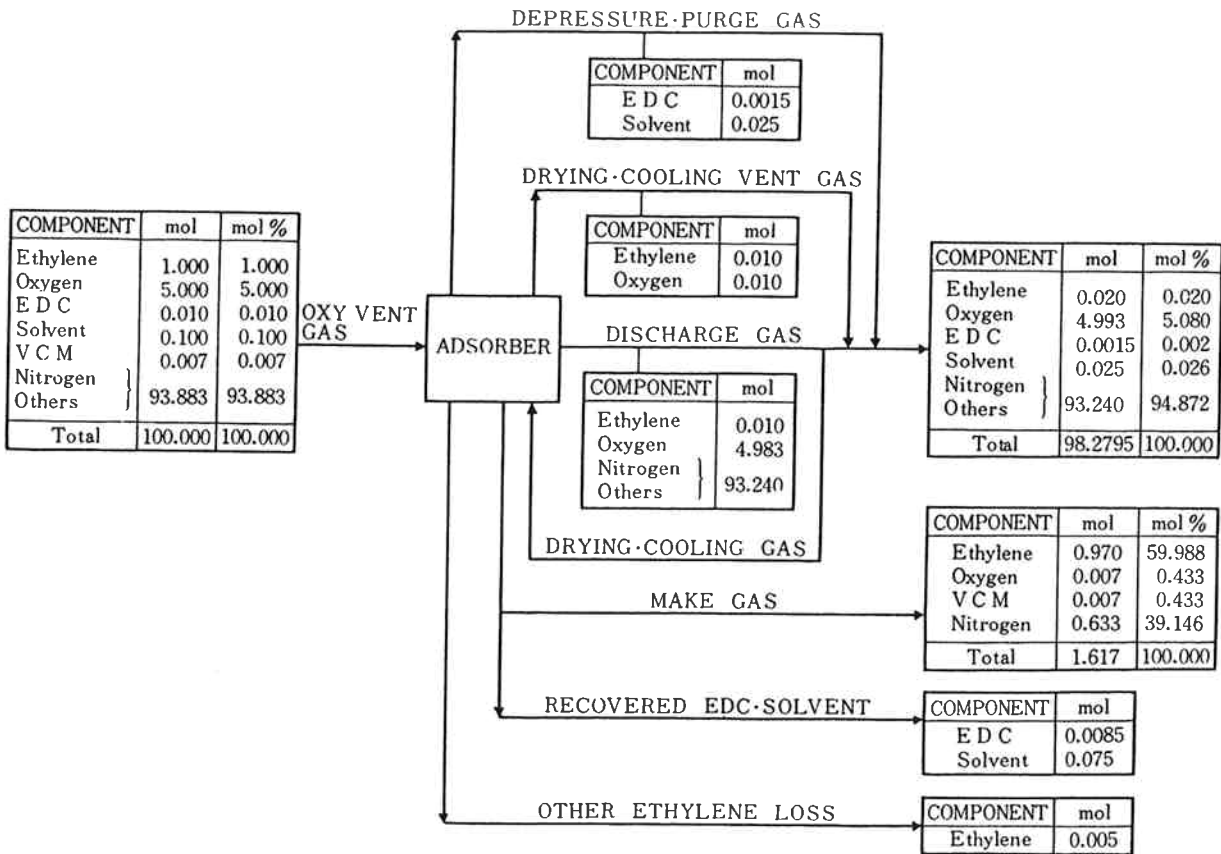 DEPRESSURE·PURGE GAS
COMPONENT mol
E D C 0.0015
Solvent 0.025
DRYING·COOLING VENT GAS
COMPONENT mol
Ethylene 0.010
Oxygen 0.010
COMPONENT mol mol %
Ethylene 1.000 1.000
Oxygen 5.000 5.000
E D C 0.010 0.010
Solvent 0.100 0.100
V C M 0.007 0.007
Nitrogen
Others 93.883 93.883
Total 100.000 100.000
OXY VENT
GAS
ADSORBER
DISCHARGE GAS
COMPONENT mol
Ethylene 0.010
Oxygen 4.983
Nitrogen
Others 93.240
COMPONENT mol mol %
Ethylene 0.020 0.020
Oxygen 4.993 5.080
E D C 0.0015 0.002
Solvent 0.025 0.026
Nitrogen
Others 93.240 94.872
Total 98.2795 100.000
DRYING·COOLING GAS
MAKE GAS
COMPONENT mol mol %
Ethylene 0.970 59.988
Oxygen 0.007 0.433
V C M 0.007 0.433
Nitrogen 0.633 39.146
Total 1.617 100.000
RECOVERED EDC·SOLVENT
COMPONENT mol
E D C 0.0085
Solvent 0.075
OTHER ETHYLENE LOSS
COMPONENT mol
Ethylene 0.005